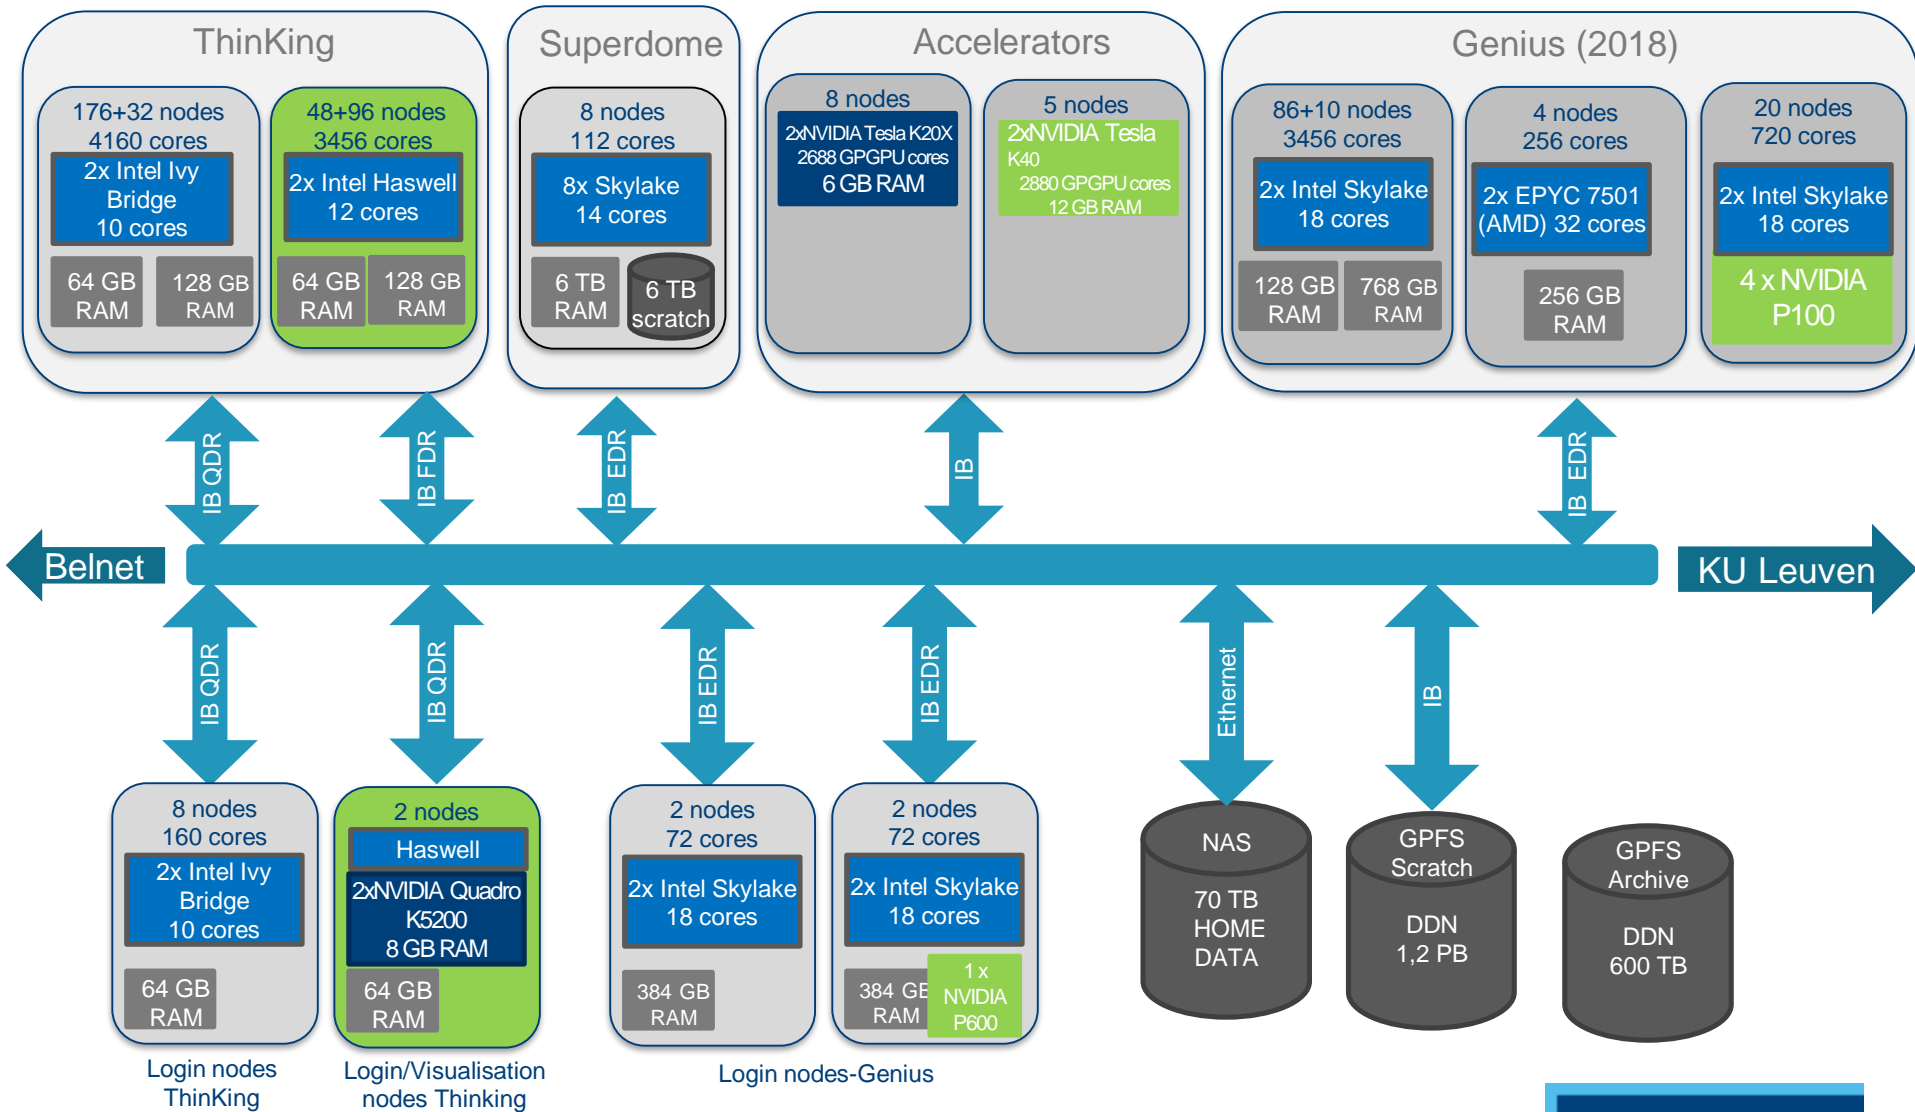 ThinKing
176+32 nodes
4160 cores
2x Intel Ivy
Bridge
10 cores
64 GB
RAM
128 GB
RAM
48+96 nodes
3456 cores
2x Intel Haswell
12 cores
64 GB
RAM
128 GB
RAM
Superdome
8 nodes
112 cores
8x Skylake
14 cores
6 TB
RAM
6 TB
scratch
Accelerators
8 nodes
2xNVIDIA Tesla K20X
2688 GPGPU cores
6 GB RAM
5 nodes
2xNVIDIA Tesla
K40
2880 GPGPU cores
12 GB RAM
Genius (2018)
86+10 nodes
3456 cores
2x Intel Skylake
18 cores
128 GB
RAM
768 GB
RAM
4 nodes
256 cores
2x EPYC 7501
(AMD) 32 cores
256 GB
RAM
20 nodes
720 cores
2x Intel Skylake
18 cores
4 x NVIDIA
P100
IB QDR
IB FDR
IB EDR
IB
IB EDR
Belnet
KU Leuven
IB QDR
IB QDR
IB EDR
IB EDR
Ethernet
IB
8 nodes
160 cores
2x Intel Ivy
Bridge
10 cores
64 GB
RAM
Login nodes
ThinKing
2 nodes
Haswell
2xNVIDIA Quadro
K5200
8 GB RAM
64 GB
RAM
Login/Visualisation
nodes Thinking
2 nodes
72 cores
2x Intel Skylake
18 cores
384 GB
RAM
2 nodes
72 cores
2x Intel Skylake
18 cores
384 GB
RAM
1 x
NVIDIA
P600
Login nodes-Genius
NAS
70 TB
HOME
DATA
GPFS
Scratch
DDN
1,2 PB
GPFS
Archive
DDN
600 TB